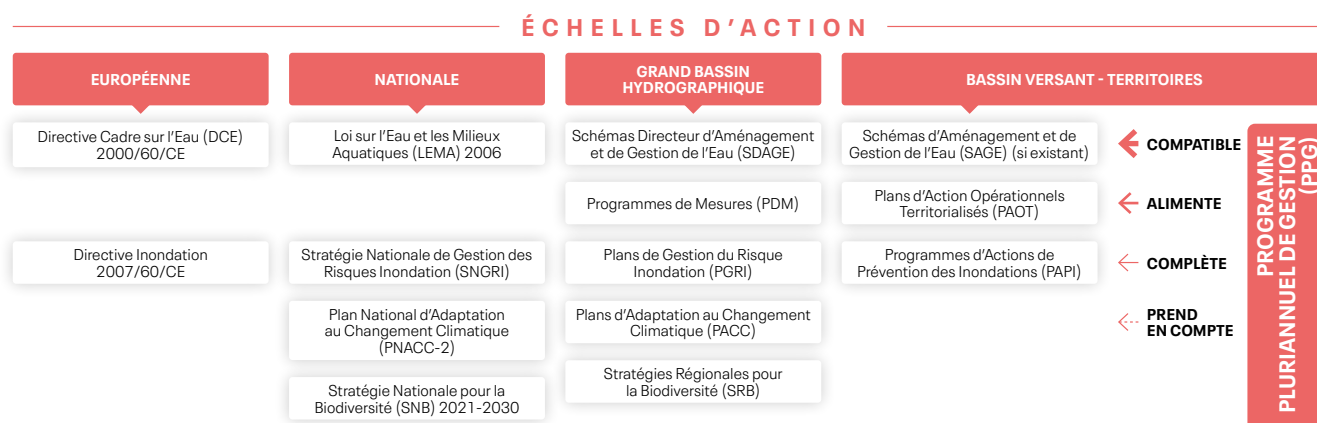 ÉCHELLES D’ACTION
EUROPÉENNE
NATIONALE
GRAND BASSIN
HYDROGRAPHIQUE
BASSIN VERSANT - TERRITOIRES
Directive Cadre sur l’Eau (DCE)
2000/60/CE
Loi sur l’Eau et les Milieux
Aquatiques (LEMA) 2006
Schémas Directeur d’Aménagement
et de Gestion de l’Eau (SDAGE)
Schémas d’Aménagement et de
Gestion de l’Eau (SAGE) (si existant)
COMPATIBLE
Programmes de Mesures (PDM)
Plans d’Action Opérationnels
Territorialisés (PAOT)
ALIMENTE
Directive Inondation
2007/60/CE
Stratégie Nationale de Gestion des
Risques Inondation (SNGRI)
Plans de Gestion du Risque
Inondation (PGRI)
Programmes d’Actions de
Prévention des Inondations (PAPI)
COMPLÈTE
Plan National d’Adaptation
au Changement Climatique
(PNACC-2)
Plans d’Adaptation au Changement
Climatique (PACC)
PREND
EN COMPTE
Stratégie Nationale pour la
Biodiversité (SNB) 2021-2030
Stratégies Régionales pour
la Biodiversité (SRB)
PROGRAMME
PLURIANNUEL DE GESTION
(PPG)